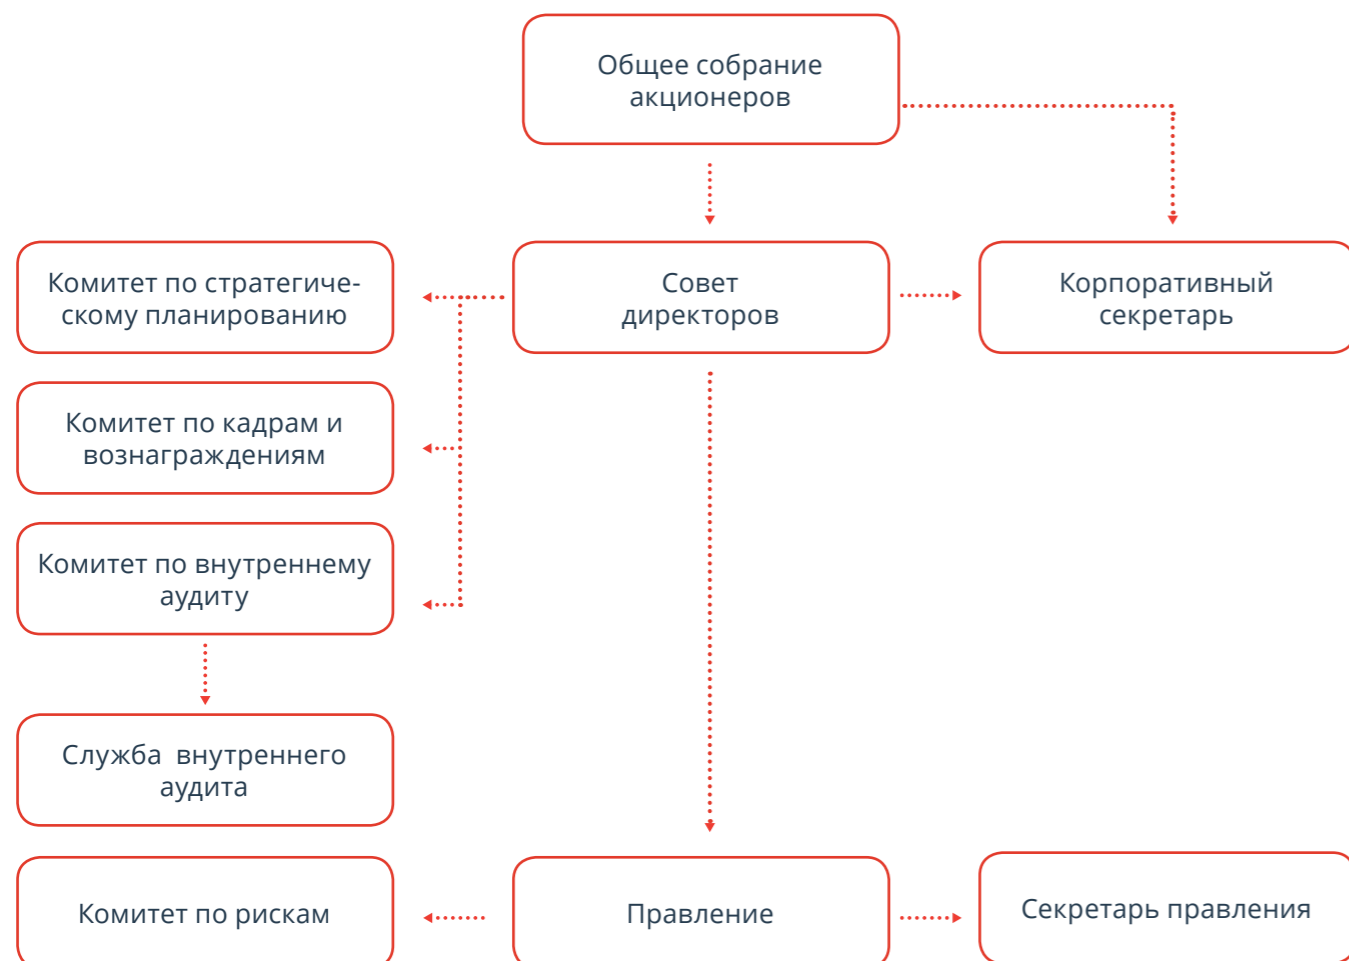 Общее собрание
акционеров
Комитет по стратегиче-
скому планированию
Совет
директоров
Корпоративный
секретарь
Комитет по кадрам и
вознаграждениям
Комитет по внутреннему
аудиту
Служба внутреннего
аудита
Комитет по рискам
Правление
Секретарь правления